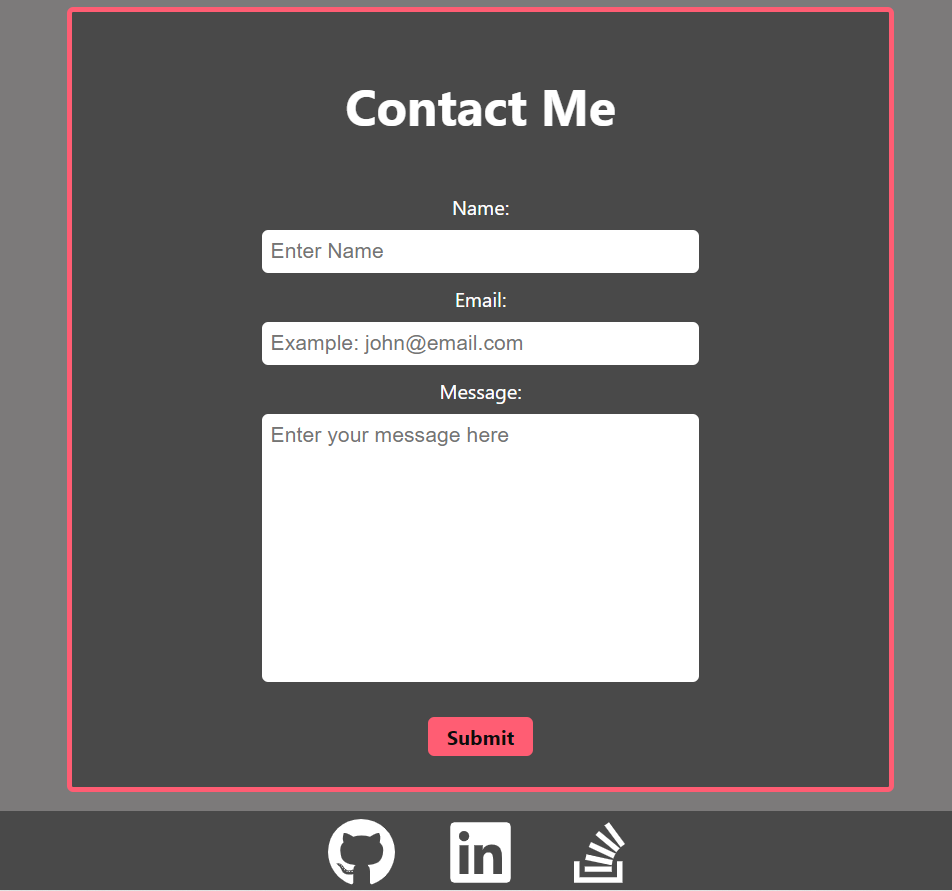 Contact Me
Name:
Enter Name
Email:
Example: john@email.com
Message:
Enter your message here
Submit
in